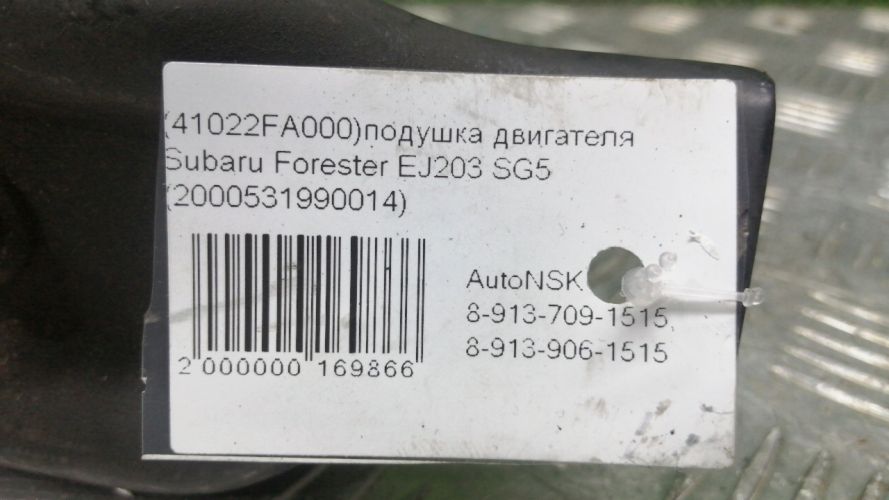 (41022FA000)подушка двигателя
Subaru Forester EJ203 SG5
(2000531990014)
AutoNSK
8-913-709-1515,
8-913-906-1515
2 000000 169866